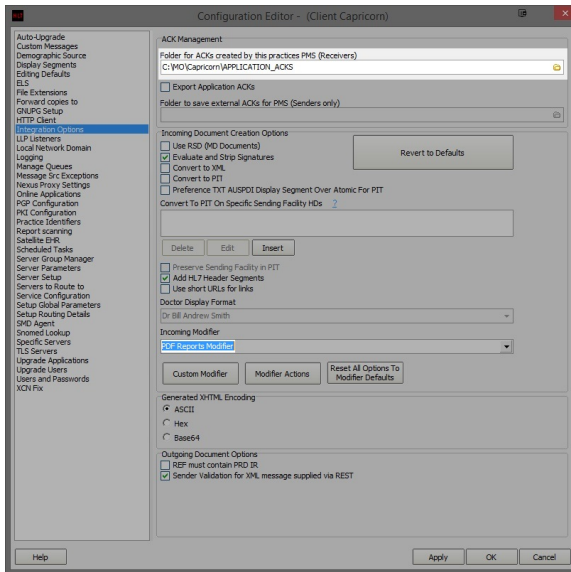 Configuration Editor - (Client Capricorn)
Auto-Upgrade
Custom Messages
Demographic Source
Display Segments
Editing Defaults
ELS
File Extensions
Forward copies to
GNUPG Setup
HTTP Client
Integration Options
LLP Listeners
Local Network Domain
Logging
Manage Queues
Message Src Exceptions
Nexus Proxy Settings
Online Applications
PGP Configuration
PKI Configuration
Practice Identifiers
Report scanning
Satellite EHR
Scheduled Tasks
Server Group Manager
Server Parameters
Server Setup
Servers to Route to
Service Configuration
Setup Global Parameters
Setup Routing Details
SMD Agent
Snomed Lookup
Specific Servers
TLS Servers
Upgrade Applications
Upgrade Users
Users and Passwords
XCN Fix
ACK Management
Folder for ACKs created by this practices PMS (Receivers)
C:\MO\Capricorn\APPLICATION_ACKS
Export Application ACKs
Folder to save external ACKs for PMS (Senders only)
Incoming Document Creation Options
Use RSD (MD Documents)
Evaluate and Strip Signatures
Convert to XML
Convert to PIT
Preference TXT AUSPDI Display Segment Over Atomic For PIT
Revert to Defaults
Convert To PIT On Specific Sending Facility HDs ?
Delete Edit Insert
Preserve Sending Facility in PIT
Add HL7 Header Segments
Use short URLs for links
Doctor Display Format
Dr Bill Andrew Smith
Incoming Modifier
PDF Reports Modifier
Custom Modifier Modifier Actions Reset All Options To
Modifier Defaults
Generated XHTML Encoding
ASCII
Hex
Base64
Outgoing Document Options
REF must contain PRD IR
Sender Validation for XML message supplied via REST
Help Apply OK Cancel